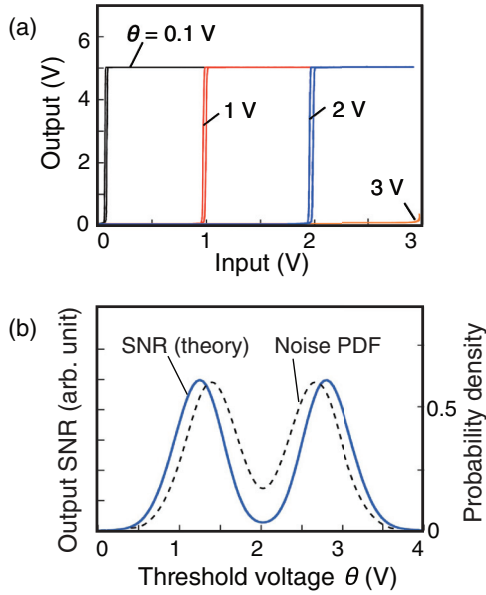 (a)
6
4
2
0
Output (V)
θ = 0.1 V
1 V
2 V
3 V
0 1 2 3
Input (V)
(b)
Output SNR (arb. unit)
SNR (theory) Noise PDF
0.5
0
Probability density
0 1 2 3 4
Threshold voltage θ (V)